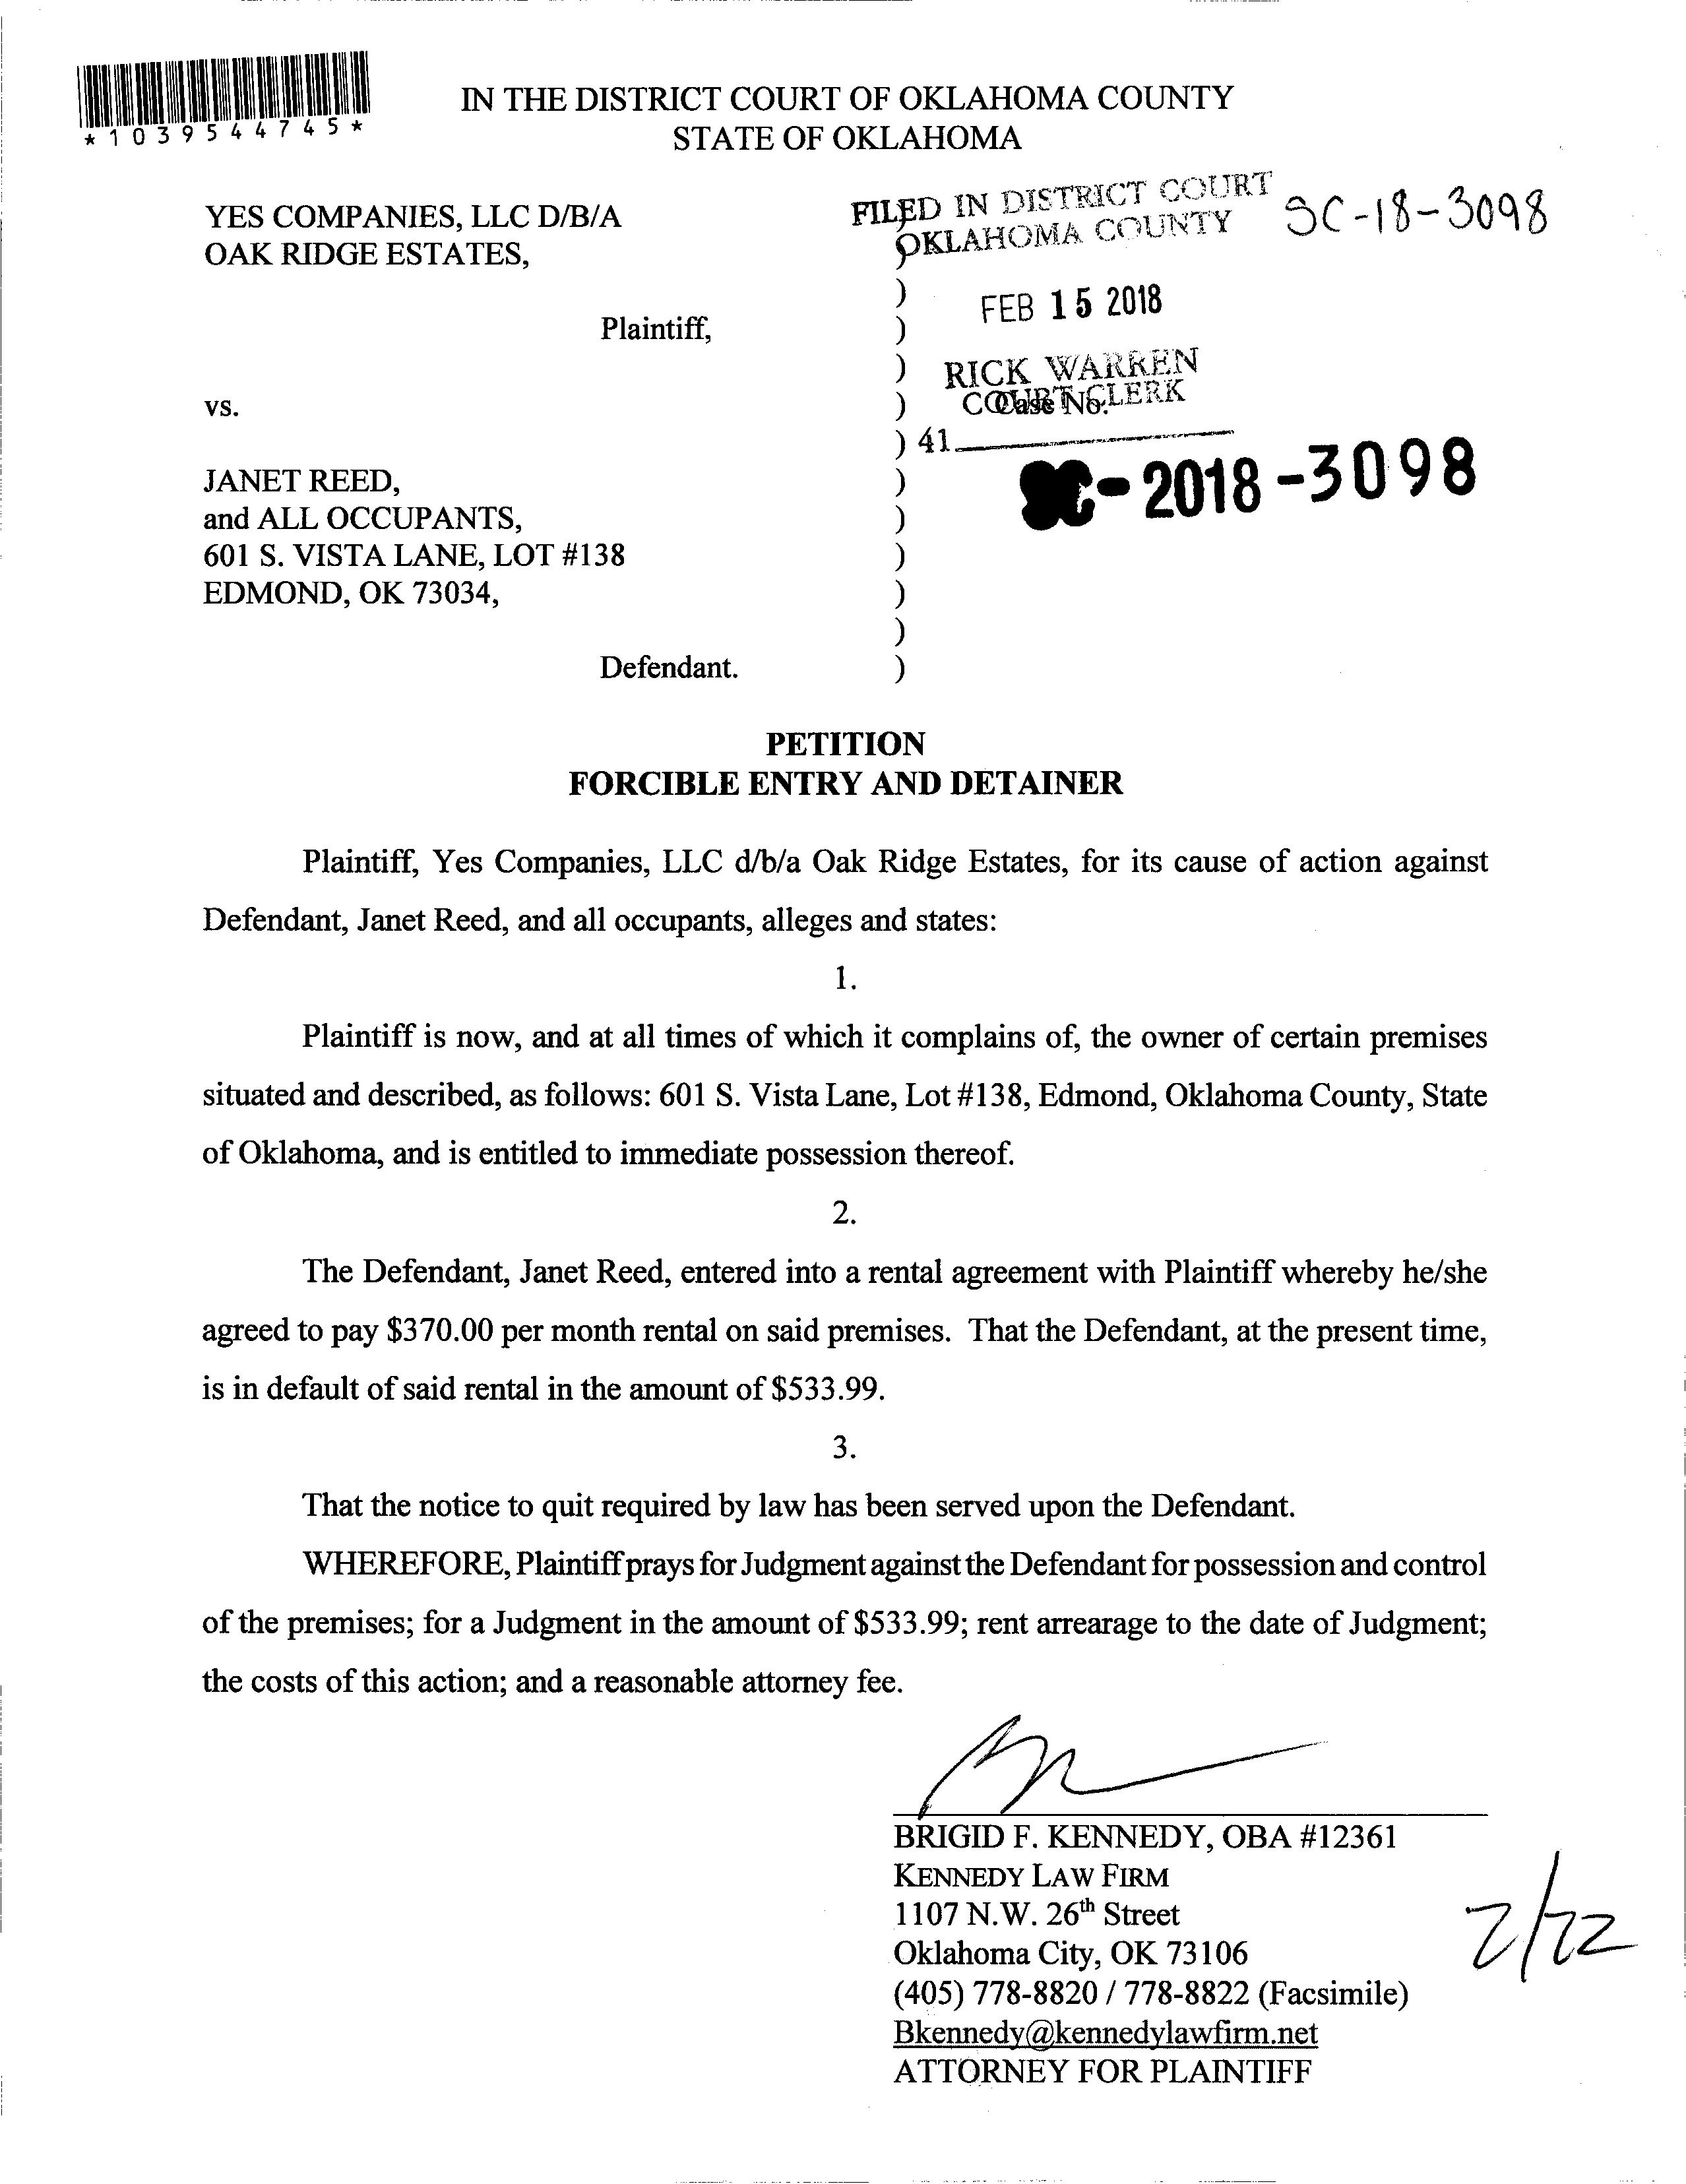 *1039544745*
IN THE DISTRICT COURT OF OKLAHOMA COUNTY
STATE OF OKLAHOMA
YES COMPANIES, LLC D/B/A
OAK RIDGE ESTATES,
Plaintiff,
vs.
JANET REED,
and ALL OCCUPANTS,
601 S. VISTA LANE, LOT #138
EDMOND, OK 73034,
Defendant.
)
)
)
)
)
)
)
)
)
)
)
)
FILED IN DISTRICT COURT
OKLAHOMA COUNTY
SC-18-3098
FEB 15 2018
RICK WARREN
COURT CLERK
Case No.
41
SC-2018-3098
PETITION
FORCIBLE ENTRY AND DETAINER
Plaintiff, Yes Companies, LLC d/b/a Oak Ridge Estates, for its cause of action against
Defendant, Janet Reed, and all occupants, alleges and states:
1.
Plaintiff is now, and at all times of which it complains of, the owner of certain premises
situated and described, as follows: 601 S. Vista Lane, Lot #138, Edmond, Oklahoma County, State
of Oklahoma, and is entitled to immediate possession thereof.
2.
The Defendant, Janet Reed, entered into a rental agreement with Plaintiff whereby he/she
agreed to pay $370.00 per month rental on said premises. That the Defendant, at the present time,
is in default of said rental in the amount of $533.99.
3.
That the notice to quit required by law has been served upon the Defendant.
WHEREFORE, Plaintiff prays for Judgment against the Defendant for possession and control
of the premises; for a Judgment in the amount of $533.99; rent arrearage to the date of Judgment;
the costs of this action; and a reasonable attorney fee.
BRIGID F. KENNEDY, OBA #12361
KENNEDY LAW FIRM
1107 N.W. 26th Street
Oklahoma City, OK 73106
(405) 778-8820 / 778-8822 (Facsimile)
Bkennedy@kennedylawfirm.net
ATTORNEY FOR PLAINTIFF
2/22